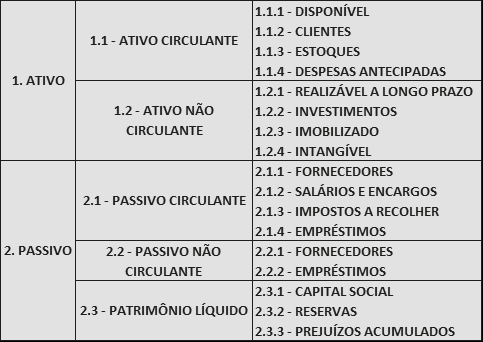 1. ATIVO
1.1 - ATIVO CIRCULANTE
1.1.1 - DISPONÍVEL
1.1.2 - CLIENTES
1.1.3 - ESTOQUES
1.1.4 - DESPESAS ANTECIPADAS
1.2 - ATIVO NÃO
CIRCULANTE
1.2.1 - REALIZÁVEL A LONGO PRAZO
1.2.2 - INVESTIMENTOS
1.2.3 - IMOBILIZADO
1.2.4 - INTANGÍVEL
2. PASSIVO
2.1 - PASSIVO CIRCULANTE
2.1.1 - FORNECEDORES
2.1.2 - SALÁRIOS E ENCARGOS
2.1.3 - IMPOSTOS A RECOLHER
2.1.4 - EMPRÉSTIMOS
2.2 - PASSIVO NÃO
CIRCULANTE
2.2.1 - FORNECEDORES
2.2.2 - EMPRÉSTIMOS
2.3 - PATRIMÔNIO LÍQUIDO
2.3.1 - CAPITAL SOCIAL
2.3.2 - RESERVAS
2.3.3 - PREJUÍZOS ACUMULADOS